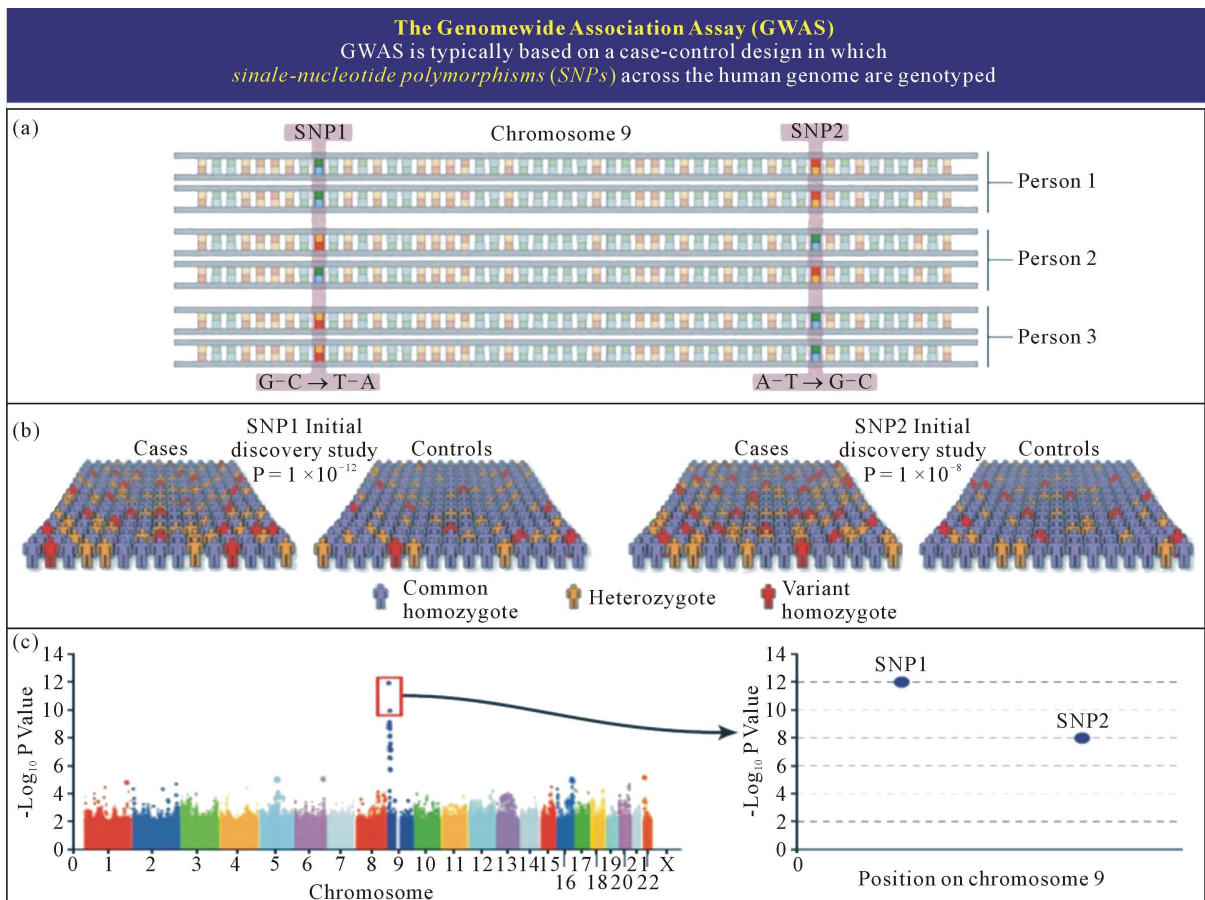 The Genomewide Association Assay (GWAS)
GWAS is typically based on a case-control design in which
sinale-nucleotide polymorphisms (SNPs) across the human genome are genotyped
(a)
SNP1
Chromosome 9
SNP2
Person 1
Person 2
Person 3
G−C → T−A
A−T → G−C
(b)
Cases
SNP1 Initial
discovery study
P = 1 ×10⁻¹²
Controls
Cases
SNP2 Initial
discovery study
P = 1 ×10⁻⁸
Controls
Common
homozygote
Heterozygote
Variant
homozygote
(c)
-Log₁₀ P Value
14
12
10
8
6
4
2
0
0 1 2 3 4 5 6 7 8 9 10 11 12 13 14 15 17 19 21 X
16 18 20 22
Chromosome
-Log₁₀ P Value
14
12
10
8
6
4
2
0
SNP1
SNP2
0
Position on chromosome 9